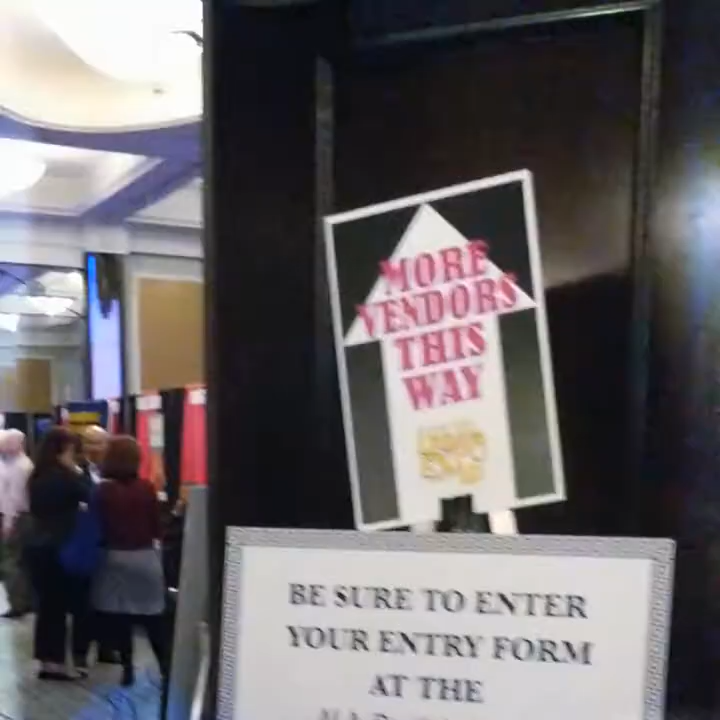 MORE
VENDORS
THIS
WAY
BE SURE TO ENTER
YOUR ENTRY FORM
AT THE